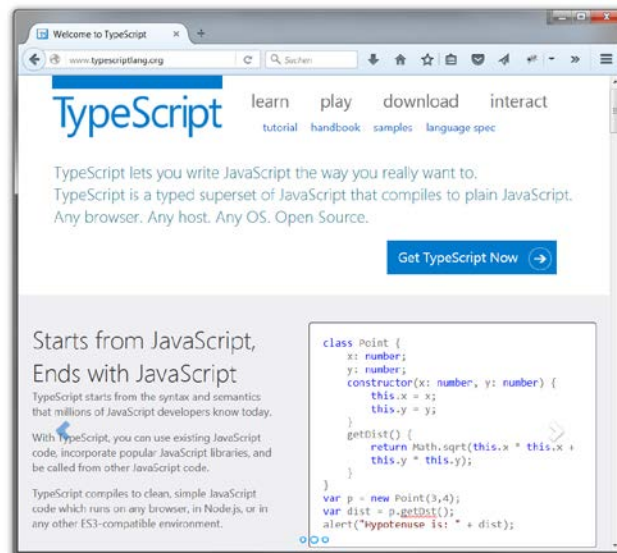 Welcome to TypeScript
www.typescriptlang.org
Suchen
TypeScript
learn play download interact
tutorial handbook samples language spec
TypeScript lets you write JavaScript the way you really want to.
TypeScript is a typed superset of JavaScript that compiles to plain JavaScript.
Any browser. Any host. Any OS. Open Source.
Get TypeScript Now
Starts from JavaScript,
Ends with JavaScript
TypeScript starts from the syntax and semantics
that millions of JavaScript developers know today.
With TypeScript, you can use existing JavaScript
code, incorporate popular JavaScript libraries, and
be called from other JavaScript code.
TypeScript compiles to clean, simple JavaScript
code which runs on any browser, in Node.js, or in
any other ES3-compatible environment.
class Point {
x: number;
y: number;
constructor(x: number, y: number) {
this.x = x;
this.y = y;
}
getDist() {
return Math.sqrt(this.x * this.x +
this.y * this.y);
}
}
var p = new Point(3,4);
var dist = p.getDst();
alert("Hypotenuse is: " + dist);